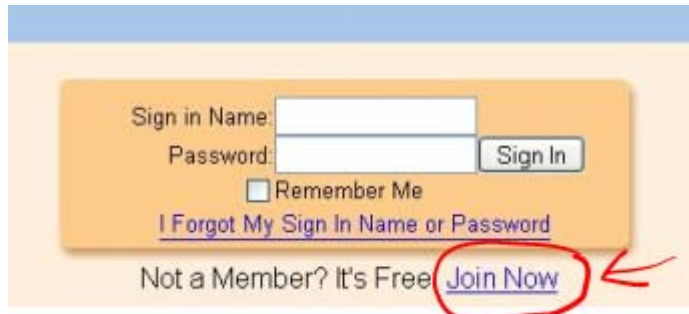 Sign in Name:
Password: Sign In
Remember Me
I Forgot My Sign In Name or Password
Not a Member? It's Free Join Now